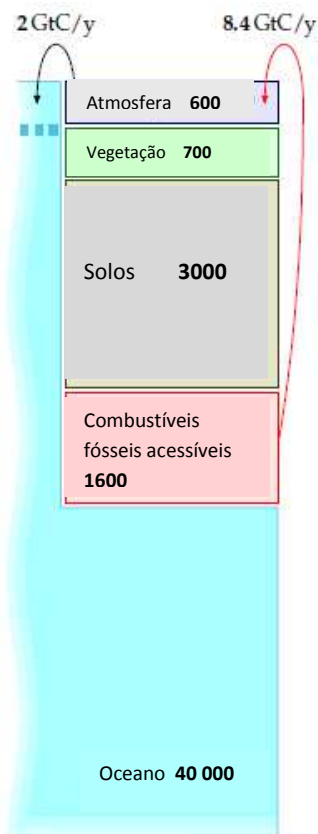 2 GtC/y 8.4 GtC/y
Atmosfera 600
Vegetação 700
Solos 3000
Combustíveis
fósseis acessíveis
1600
Oceano 40 000